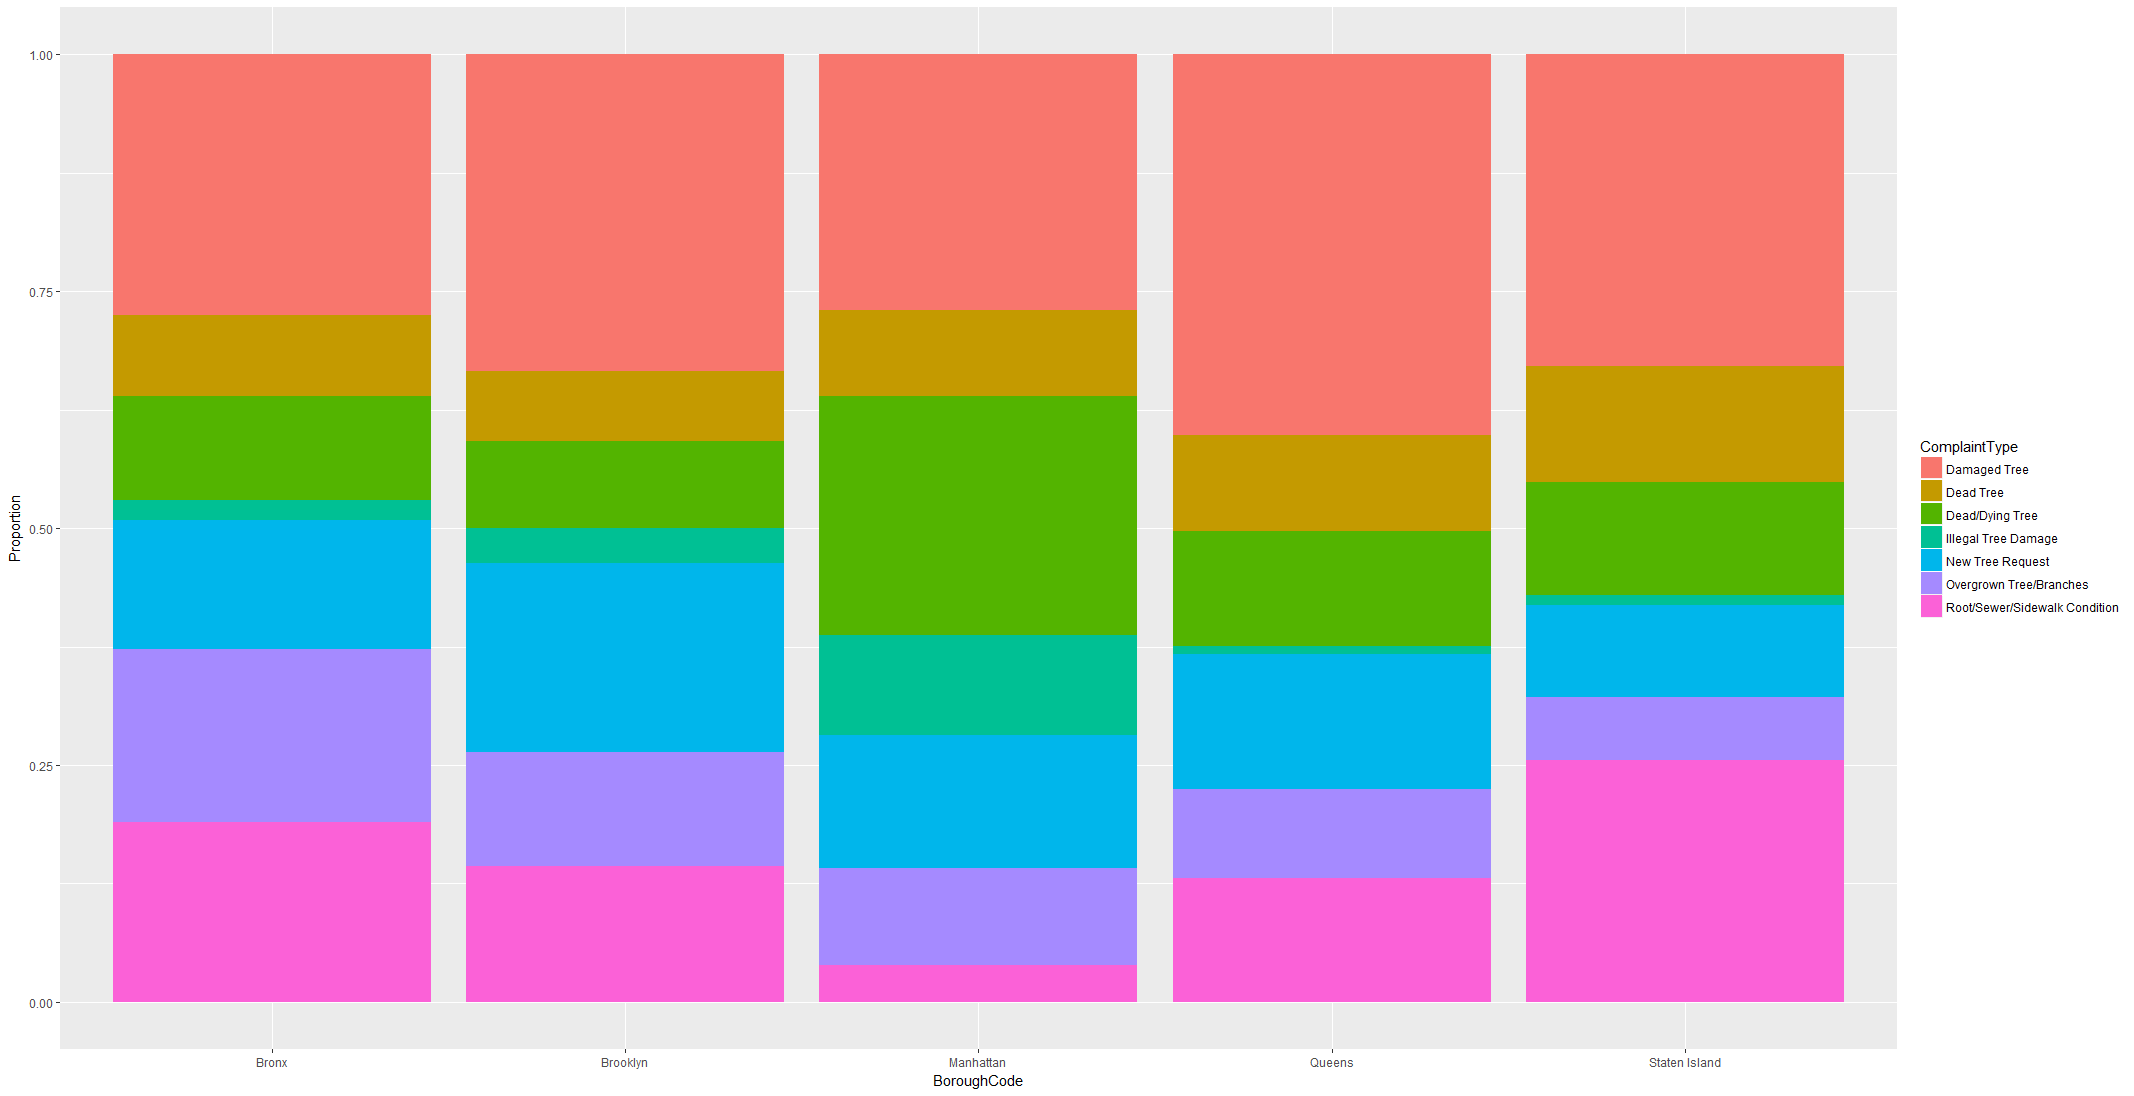 1.00
0.75
0.50
0.25
0.00
Proportion
Bronx
Brooklyn
Manhattan
Queens
Staten Island
BoroughCode
ComplaintType
Damaged Tree
Dead Tree
Dead/Dying Tree
Illegal Tree Damage
New Tree Request
Overgrown Tree/Branches
Root/Sewer/Sidewalk Condition